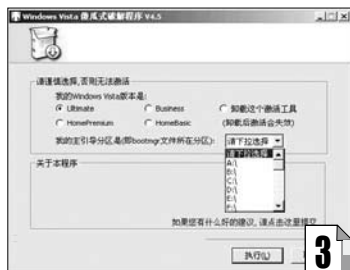 Windows Vista 傻瓜式破解程序 V4.5
请谨慎选择,否则无法激活
我的Windows Vista版本是:
Ultimate Business 卸载这个激活工具
HomePremium HomeBasic (卸载后激活会失效)
我的主引导分区是(即bootmgr文件所在分区): 请下拉选择
请下拉选择
A:\
B:\
C:\
D:\
E:\
F:\
关于本程序
如果您有什么好的建议,请点击这里提交
执行(L)
3